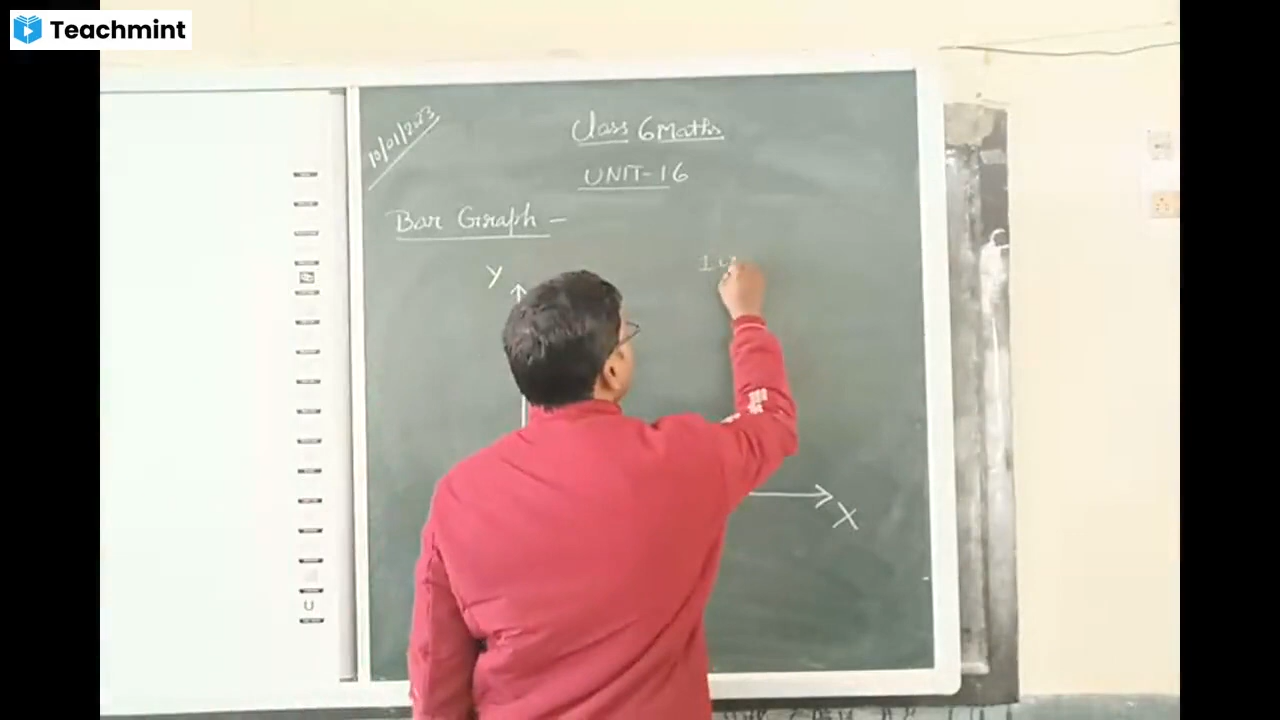 Teachmint
10/01/2023
Class 6 Maths
UNIT-16
Bar Graph -
Y
X
U